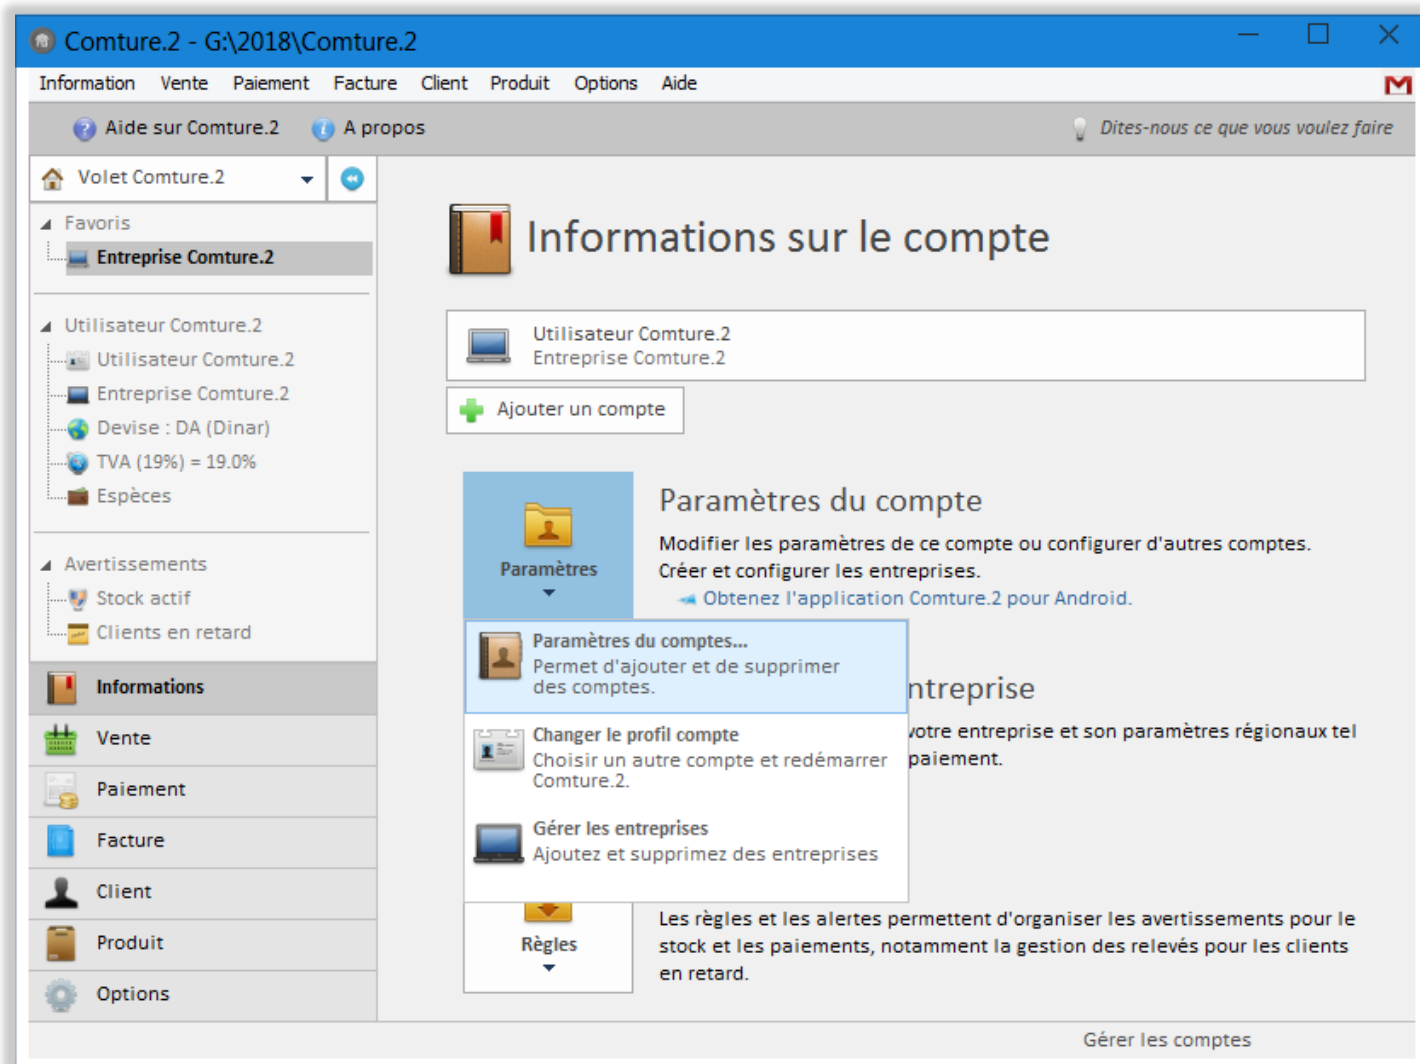 Comture.2 - G:\2018\Comture.2
Information Vente Paiement Facture Client Produit Options Aide
Aide sur Comture.2 A propos Dites-nous ce que vous voulez faire
Volet Comture.2
Favoris
Entreprise Comture.2
Utilisateur Comture.2
Utilisateur Comture.2
Entreprise Comture.2
Devise : DA (Dinar)
TVA (19%) = 19.0%
Espèces
Avertissements
Stock actif
Clients en retard
Informations
Vente
Paiement
Facture
Client
Produit
Options
Informations sur le compte
Utilisateur Comture.2
Entreprise Comture.2
Ajouter un compte
Paramètres
Paramètres du compte
Modifier les paramètres de ce compte ou configurer d'autres comptes.
Créer et configurer les entreprises.
Obtenez l'application Comture.2 pour Android.
Paramètres du comptes...
Permet d'ajouter et de supprimer
des comptes.
Changer le profil compte
Choisir un autre compte et redémarrer
Comture.2.
Gérer les entreprises
Ajoutez et supprimez des entreprises
ntreprise
votre entreprise et son paramètres régionaux tel
paiement.
Règles
Les règles et les alertes permettent d'organiser les avertissements pour le
stock et les paiements, notamment la gestion des relevés pour les clients
en retard.
Gérer les comptes